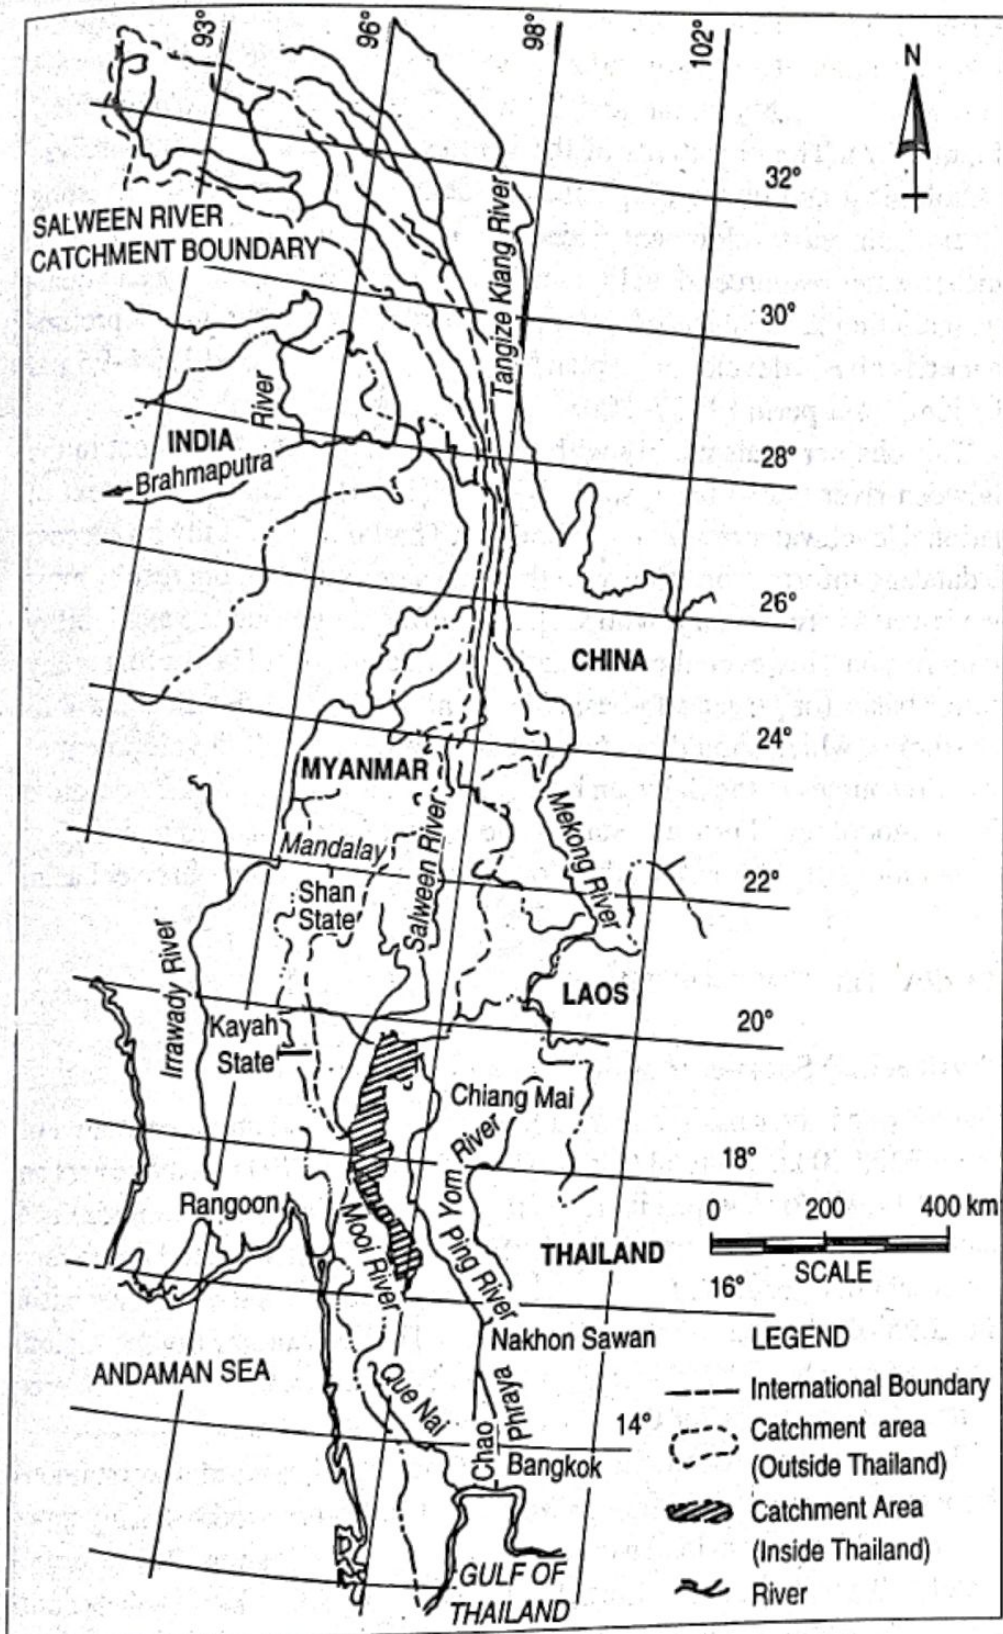 93°
96°
98°
102°
N
32°
SALWEEN RIVER
CATCHMENT BOUNDARY
Tangize Kiang River
30°
River
INDIA
Brahmaputra
28°
26°
CHINA
24°
MYANMAR
Mekong River
Mandalay
Salween River
22°
Shan
State
Irrawady River
LAOS
20°
Kayah
State
Chiang Mai
Yom River
18°
Rangoon
Mooi River
Ping River
THAILAND
0 200 400 km
SCALE
16°
Nakhon Sawan
ANDAMAN SEA
Que Nai
Chao Phraya
14°
Bangkok
GULF OF
THAILAND
LEGEND
International Boundary
Catchment area
(Outside Thailand)
Catchment Area
(Inside Thailand)
River